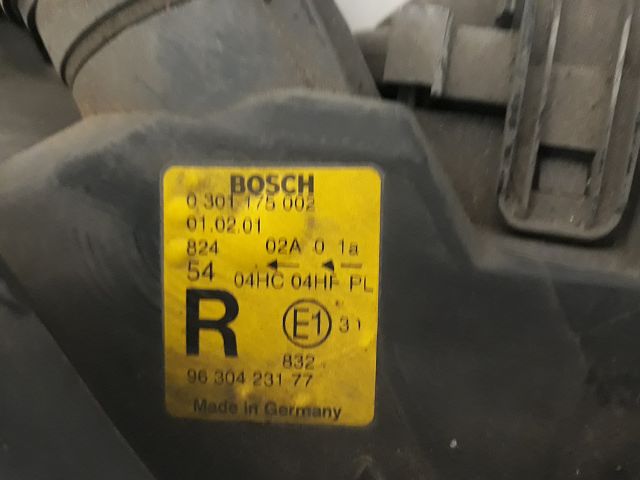 BOSCH
0 301 175 002
01.02.01
824 02A 0 1a
54
04HC 04HF PL
R E1
832
96 304 231 77
Made in Germany